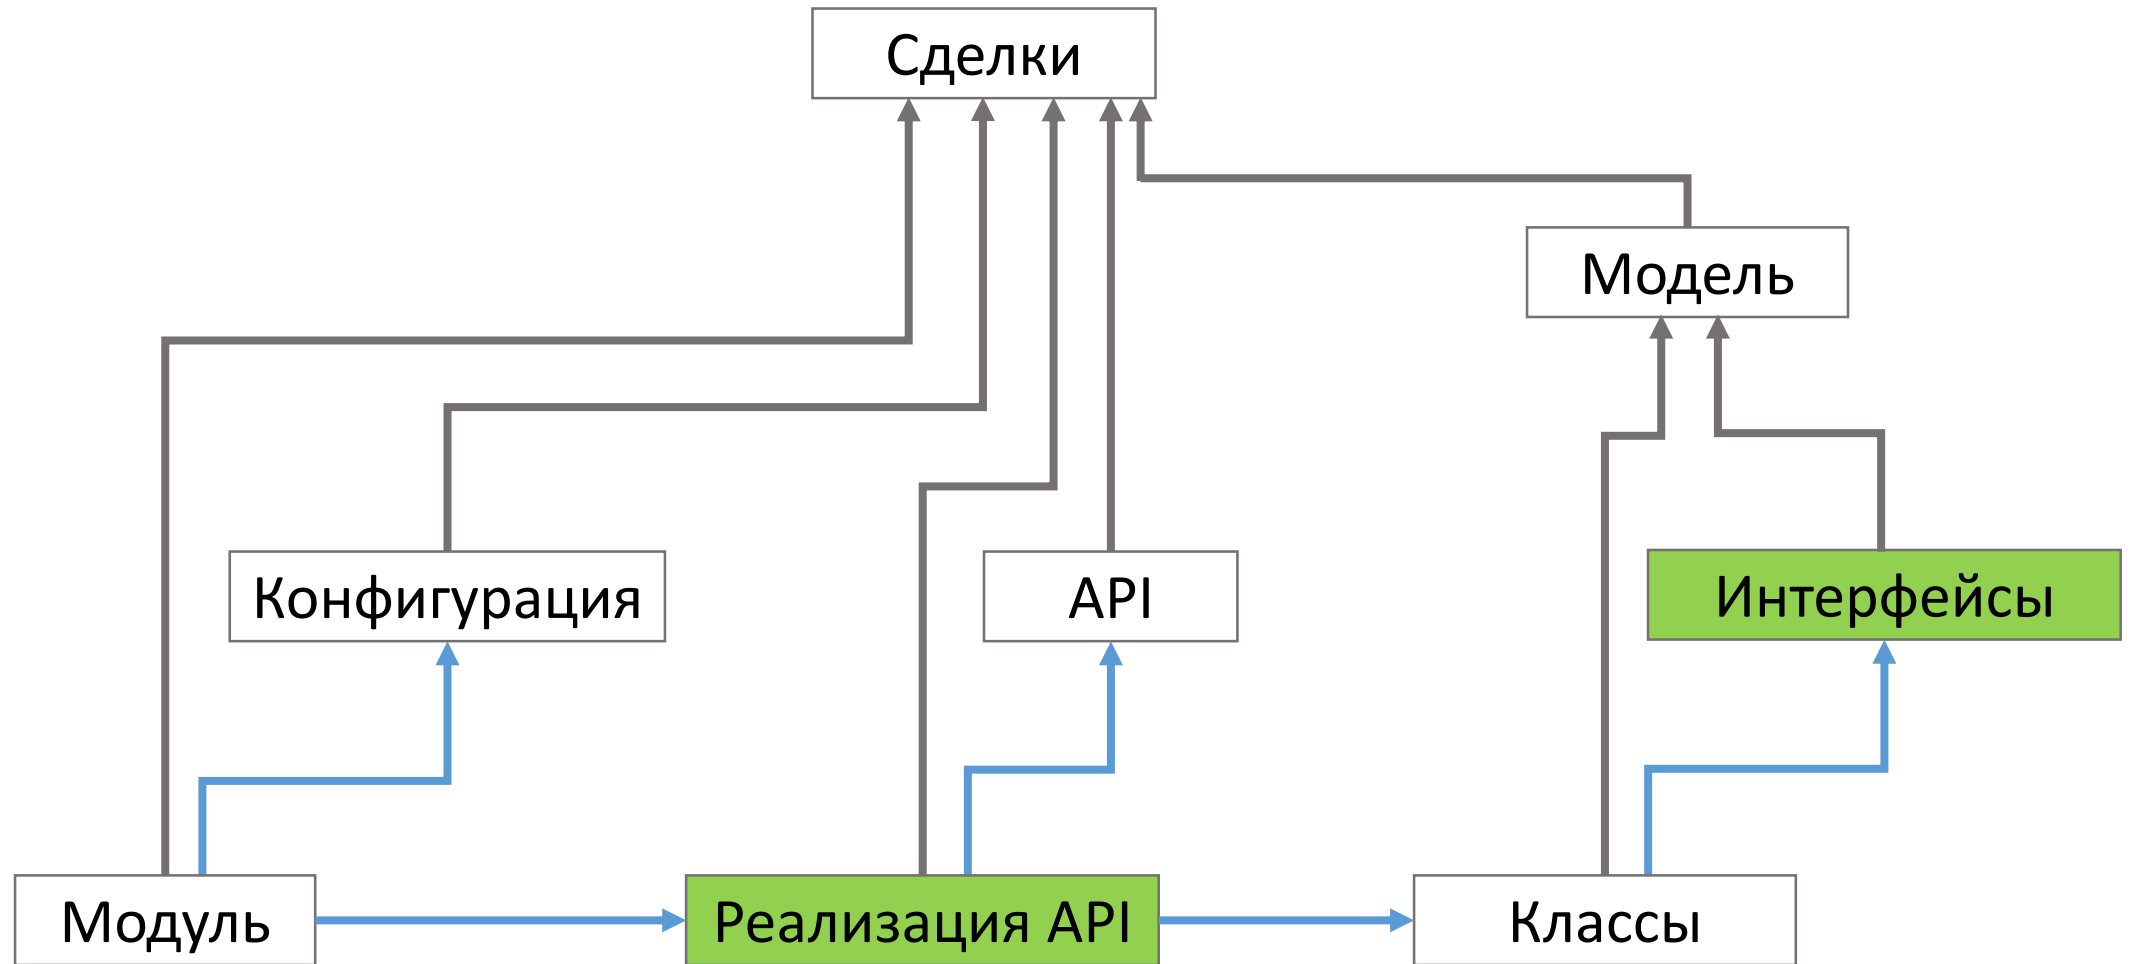 Сделки
Модель
Конфигурация
API
Интерфейсы
Модуль
Реализация API
Классы